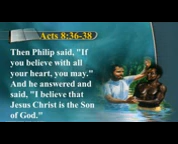 Acts 8:36-38
Then Philip said, "If
you believe with all
your heart, you may."
And he answered and
said, "I believe that
Jesus Christ is the Son
of God."